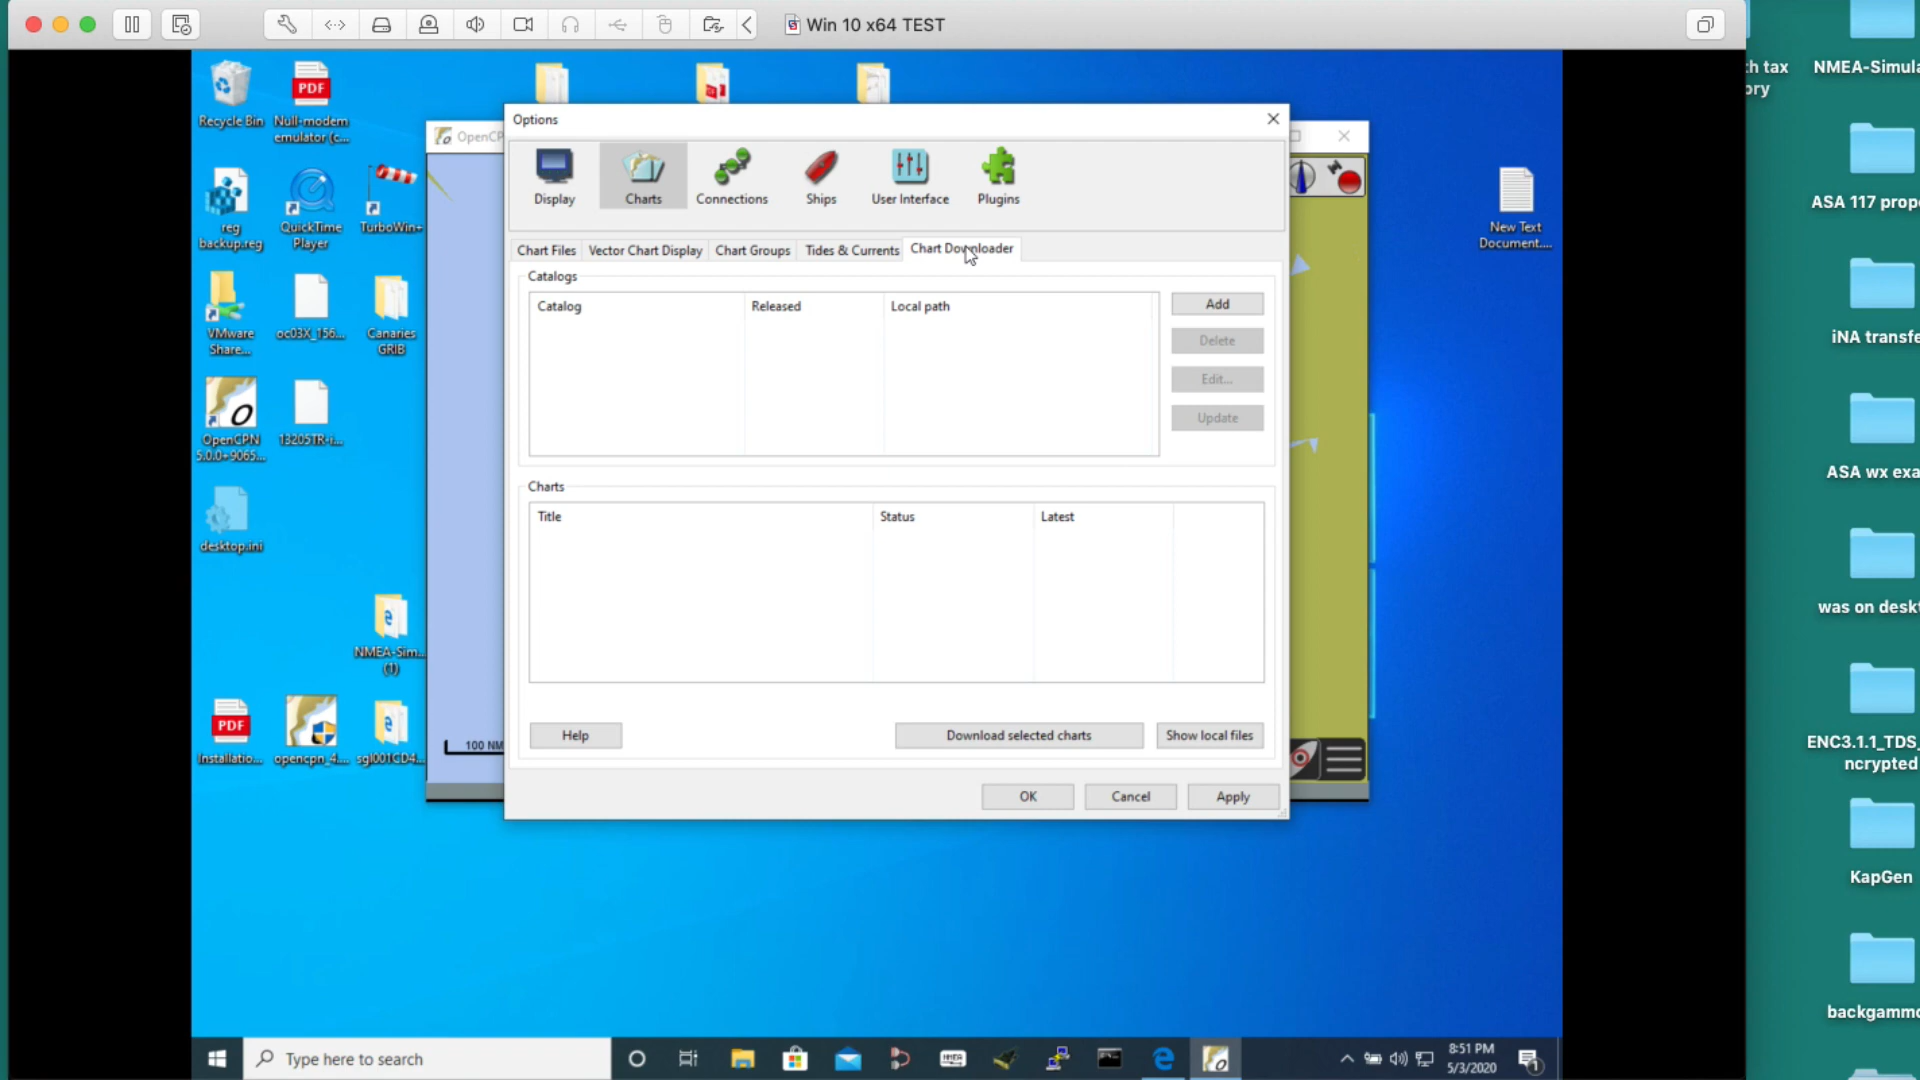 Win 10 x64 TEST
NMEA-Simula
Recycle Bin
Null-modem
emulator (c...
OpenCP
Options
Display
Charts
Connections
Ships
User Interface
Plugins
reg
backup.reg
QuickTime
Player
TurboWin+
New Text
Document....
ASA 117 prop
Chart Files
Vector Chart Display
Chart Groups
Tides & Currents
Chart Downloader
Catalogs
Catalog
Released
Local path
Add
Delete
Edit...
Update
VMware
Share...
oc03X_156...
Canaries
GRIB
iNA transfe
OpenCPN
5.0.0+9065...
13205TR-i...
ASA wx exa
Charts
Title
Status
Latest
desktop.ini
was on deskt
NMEA-Sim...
(1)
PDF
Installatio...
opencpn_4....
sgl001CD4...
100 NM
Help
Download selected charts
Show local files
OK
Cancel
Apply
ENC3.1.1_TDS_
ncrypted
KapGen
backgammo
Type here to search
8:51 PM
5/3/2020
1